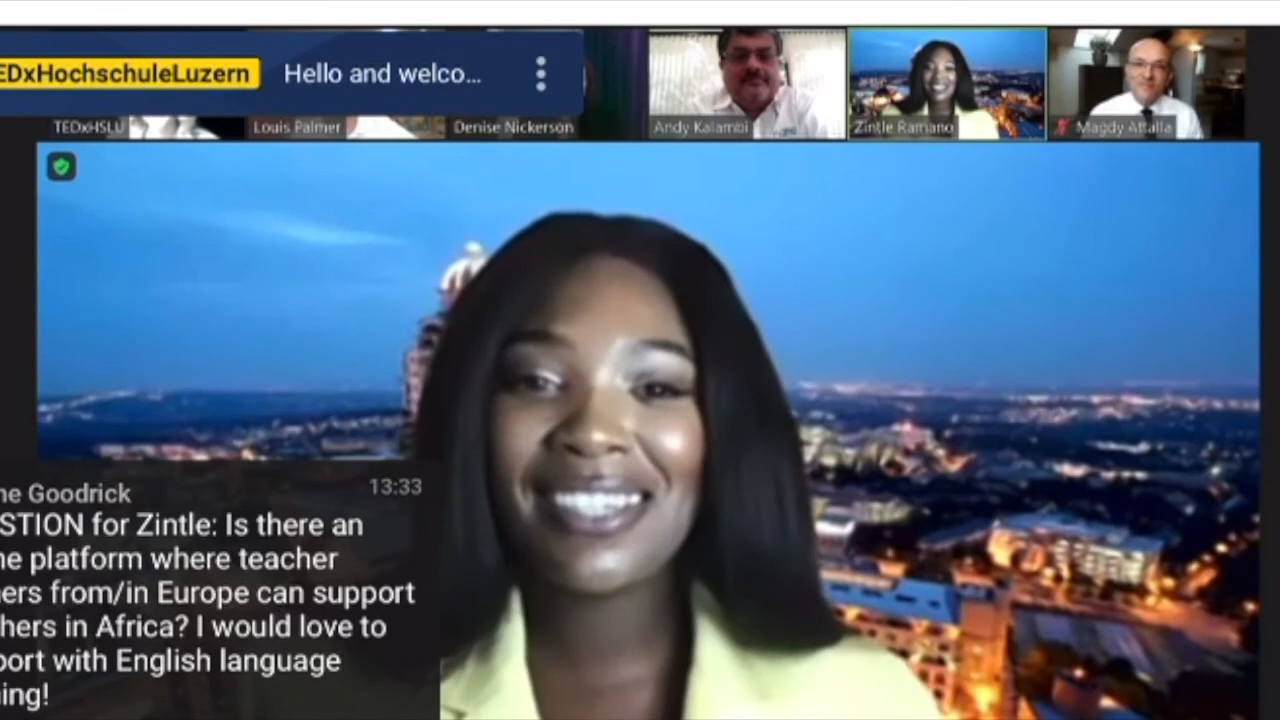 EDxHochschuleLuzern Hello and welco...
TEDxHSLU Louis Palmer Denise Nickerson Andy Kalambi Zintle Ramano Magdy Attalla
ne Goodrick 13:33
STION for Zintle: Is there an
ne platform where teacher
ners from/in Europe can support
hers in Africa? I would love to
port with English language
ing!